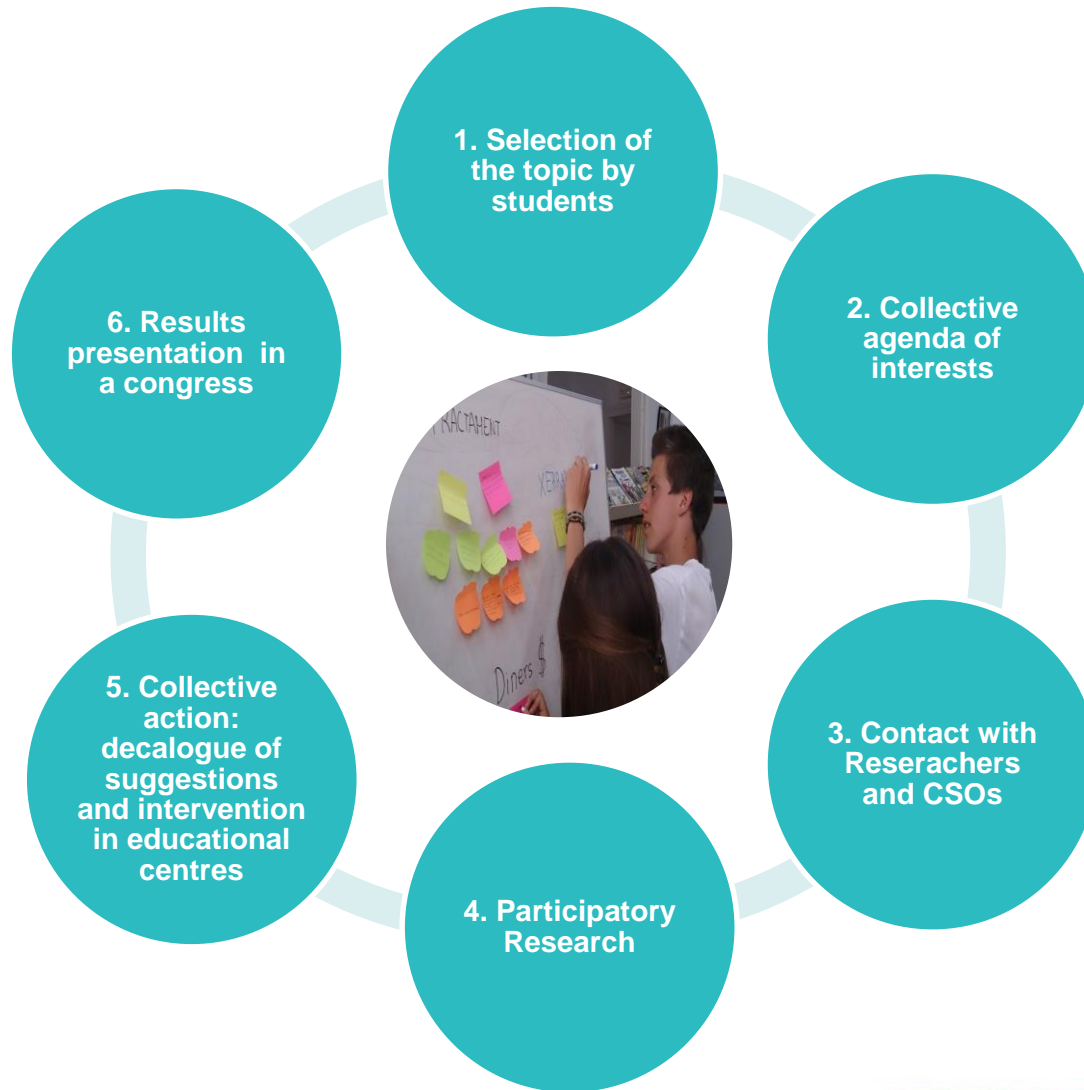 1. Selection of
the topic by
students
2. Collective
agenda of
interests
3. Contact with
Reserachers
and CSOs
4. Participatory
Research
5. Collective
action:
decalogue of
suggestions
and intervention
in educational
centres
6. Results
presentation in
a congress
Diners $